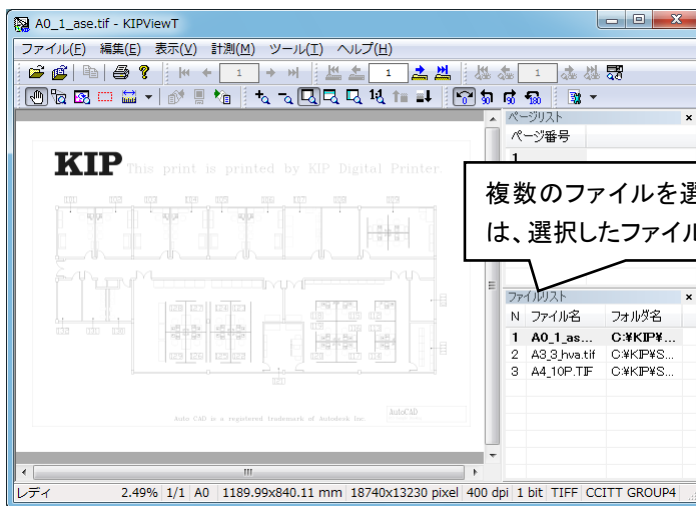 A0_1_ase.tif - KIPViewT
ファイル(F) 編集(E) 表示(V) 計測(M) ツール(T) ヘルプ(H)
1 1 1
90 90 180
ページリスト
ページ番号
1
KIP This print is printed by KIP Digital Printer.
複数のファイルを選
は、選択したファイル
ファイルリスト
N ファイル名 フォルダ名
1 A0_1_as... C:¥KIP¥...
2 A3_3_hva.tif C:¥KIP¥S...
3 A4_10P.TIF C:¥KIP¥S...
Auto CAD is a registered trademark of Autodesk Inc.
AutoCAD
レディ 2.49% 1/1 A0 1189.99x840.11 mm 18740x13230 pixel 400 dpi 1 bit TIFF CCITT GROUP4